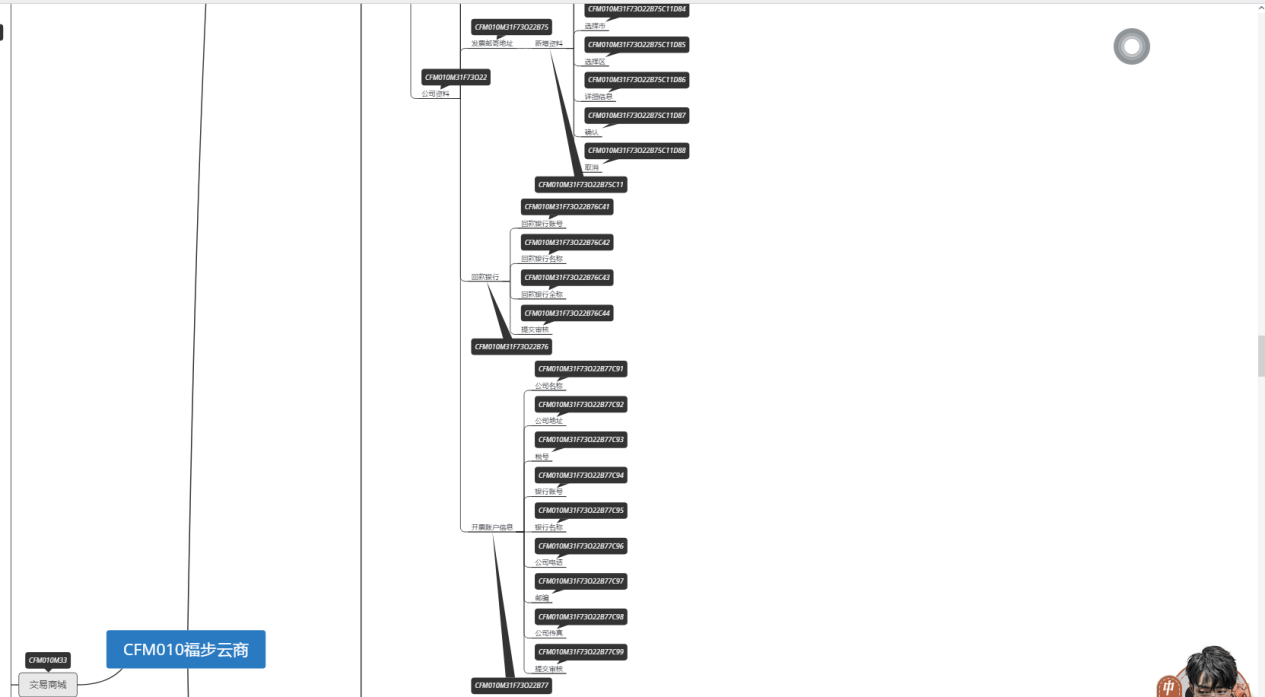 CFM010M31F73O22B75C11D84
选择市
CFM010M31F73O22B75
发票邮寄地址
新增资料
CFM010M31F73O22B75C11D85
选择区
CFM010M31F73O22
公司资料
CFM010M31F73O22B75C11D86
详细信息
CFM010M31F73O22B75C11D87
确认
CFM010M31F73O22B75C11D88
取消
CFM010M31F73O22B75C11
CFM010M31F73O22B76C41
回款银行账号
CFM010M31F73O22B76C42
回款银行名称
回款银行
CFM010M31F73O22B76C43
回款银行全称
CFM010M31F73O22B76C44
提交审核
CFM010M31F73O22B76
CFM010M31F73O22B77C91
公司名称
CFM010M31F73O22B77C92
公司地址
CFM010M31F73O22B77C93
税号
CFM010M31F73O22B77C94
银行账号
CFM010M31F73O22B77C95
开票账户信息
银行名称
CFM010M31F73O22B77C96
公司电话
CFM010M31F73O22B77C97
邮编
CFM010M31F73O22B77C98
公司传真
CFM010M31F73O22B77C99
提交审核
CFM010M31F73O22B77
CFM010福步云商
CFM010M33
交易商城
中